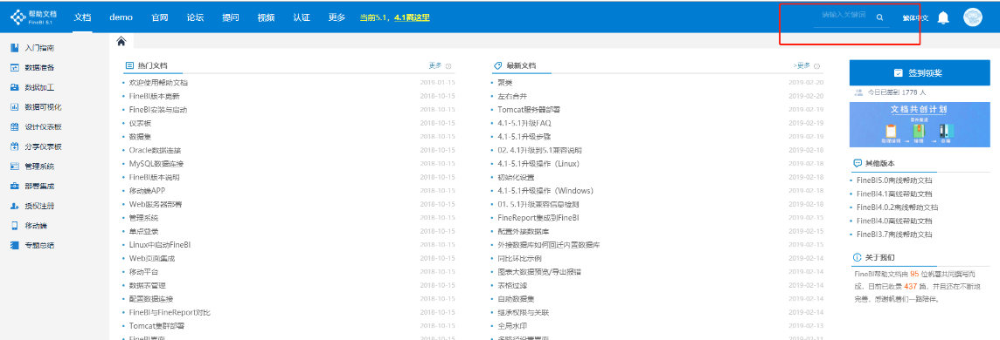 帮助文档
FineBI 5.1
文档 demo 官网 论坛 提问 视频 认证 更多 当前5.1，4.1戳这里
请输入关键词
繁体中文
入门指南
数据准备
数据加工
数据可视化
设计仪表板
分享仪表板
管理系统
部署集成
授权注册
移动端
专题总结
热门文档 更多
欢迎使用帮助文档 2019-01-15
FineBI版本更新 2018-10-15
FineBI安装与启动 2018-10-15
仪表板 2018-10-15
数据集 2018-10-15
Oracle数据连接 2018-10-15
MySQL数据连接 2018-10-15
FineBI版本说明 2018-10-15
移动端APP 2018-10-15
Web服务器部署 2018-10-15
管理系统 2018-10-15
单点登录 2018-10-15
Linux中启动FineBI 2018-10-15
Web页面集成 2018-10-15
移动平台 2018-10-15
数据表管理 2018-10-15
配置数据连接 2018-10-15
FineBI与FineReport对比 2018-10-15
Tomcat集群部署 2018-10-15
FineBI界面 2018-10-15
最新文档 >更多
聚类 2019-02-20
左右合并 2019-02-20
Tomcat服务器部署 2019-02-19
4.1-5.1升级FAQ 2019-02-19
4.1-5.1升级步骤 2019-02-19
02. 4.1升级到5.1兼容说明 2019-02-18
4.1-5.1升级操作（Linux） 2019-02-18
初始化设置 2019-02-18
4.1-5.1升级操作（Windows） 2019-02-18
01. 5.1升级兼容信息检测 2019-02-18
FineReport集成到FineBI 2019-02-15
配置外接数据库 2019-02-15
外接数据库如何回迁内置数据库 2019-02-15
同比环比示例 2019-02-14
图表大数据预览/导出报错 2019-02-14
表格过滤 2019-02-14
自助数据集 2019-02-14
继承权限与关联 2019-02-14
全局水印 2019-02-13
多路径设置界面 2019-02-11
签到领奖
今日已签到 1778 人
文档共创计划
其他版本
FineBI5.0离线帮助文档
FineBI4.1离线帮助文档
FineBI4.0.2离线帮助文档
FineBI4.0离线帮助文档
FineBI3.7离线帮助文档
关于我们
FineBI帮助文档由 95 位帆薯共同撰写而
成，目前已收录 437 篇，并且还在不断地
完善，感谢帆薯们一路陪伴。